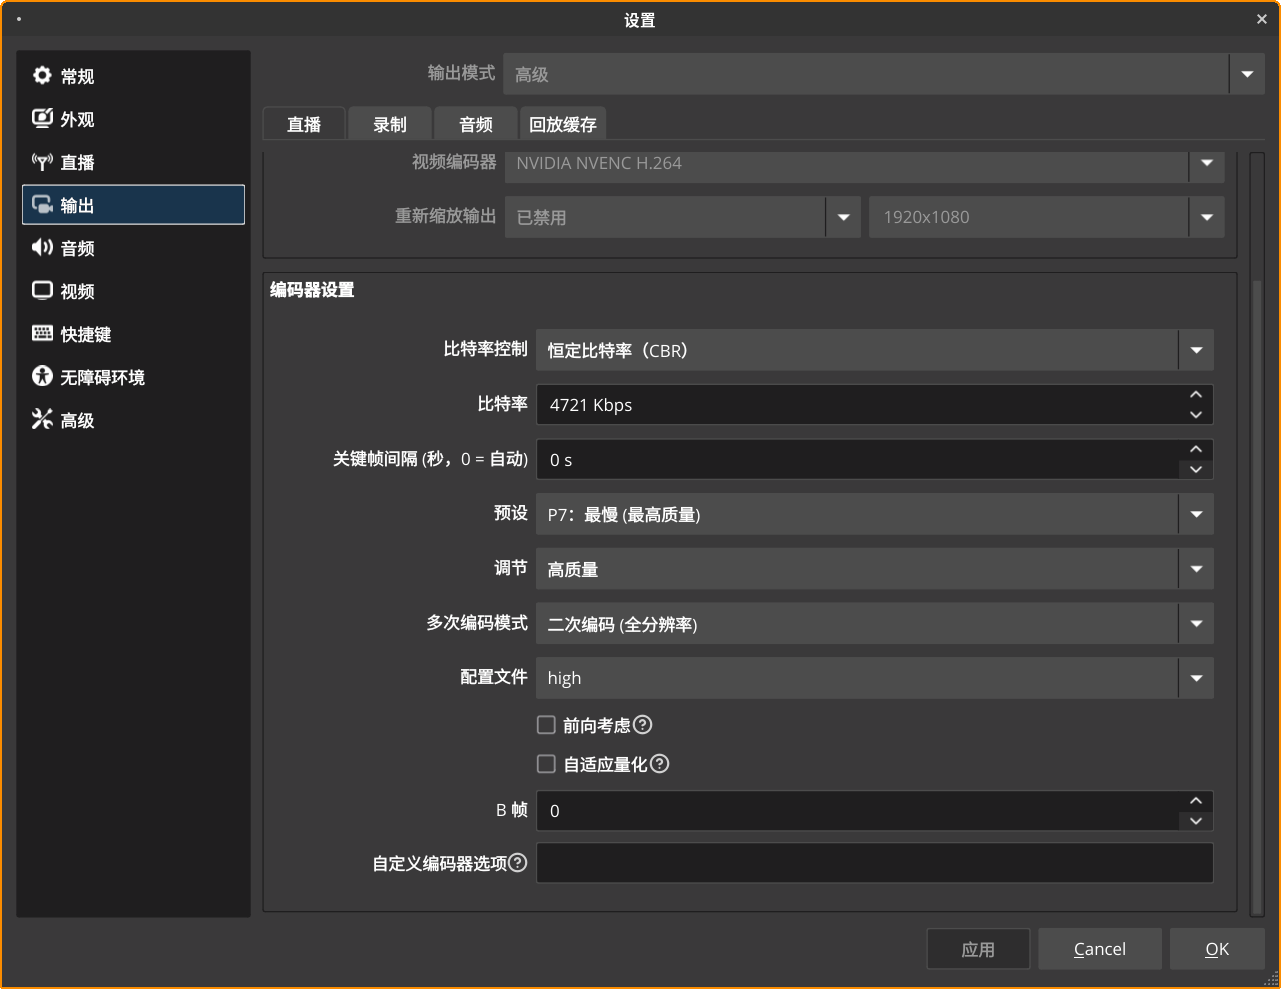 设置
常规
外观
直播
输出
音频
视频
快捷键
无障碍环境
高级
输出模式 高级
直播 录制 音频 回放缓存
视频编码器 NVIDIA NVENC H.264
重新缩放输出 已禁用 1920x1080
编码器设置
比特率控制 恒定比特率（CBR）
比特率 4721 Kbps
关键帧间隔 (秒，0 = 自动) 0 s
预设 P7：最慢 (最高质量)
调节 高质量
多次编码模式 二次编码 (全分辨率)
配置文件 high
前向考虑
自适应量化
B 帧 0
自定义编码器选项
应用 Cancel OK